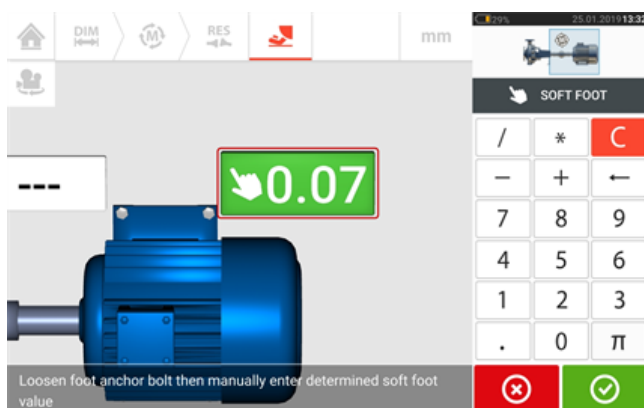 DIM
M
RES
mm
29%
25.01.2019 13:32
SOFT FOOT
---
0.07
/ * C
− + ←
7 8 9
4 5 6
1 2 3
. 0 π
Loosen foot anchor bolt then manually enter determined soft foot
value